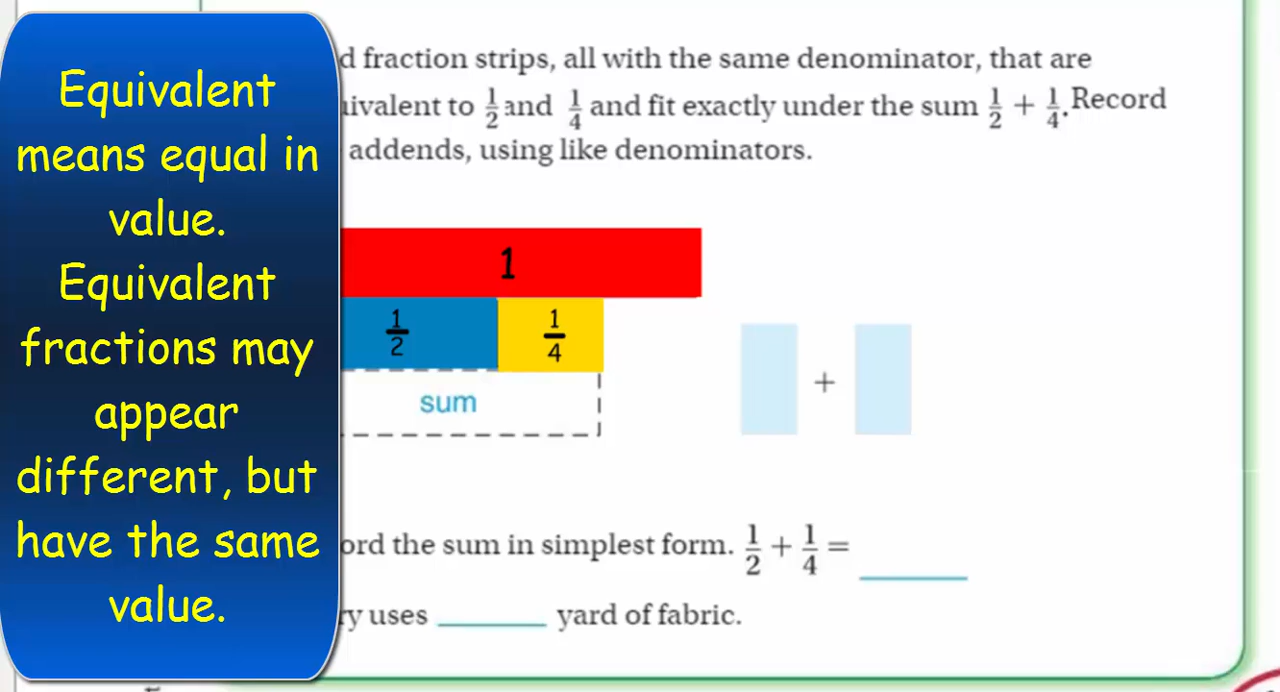 Equivalent
means equal in
value.
Equivalent
fractions may
appear
different, but
have the same
value.
fraction strips, all with the same denominator, that are
to 1/2 and 1/4 and fit exactly under the sum 1/2 + 1/4. Record
addends, using like denominators.
1
1/2 1/4
sum
+
the sum in simplest form. 1/2 + 1/4 =
uses ______ yard of fabric.